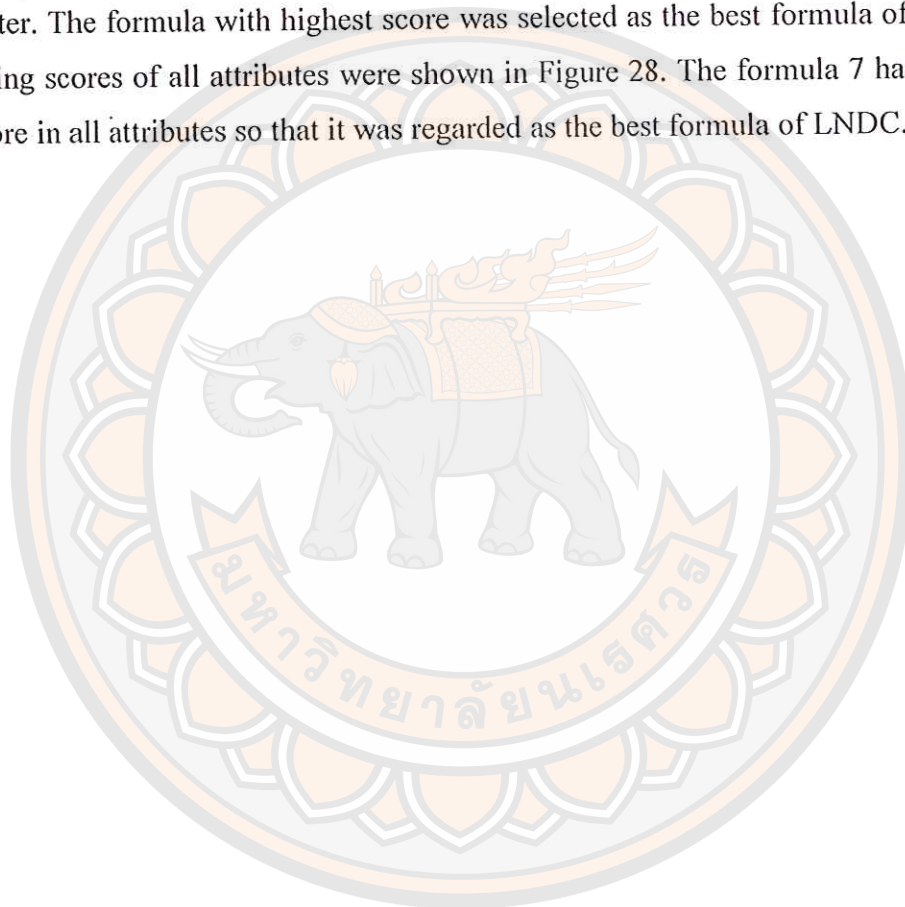 ter. The formula with highest score was selected as the best formula of
ing scores of all attributes were shown in Figure 28. The formula 7 ha
ore in all attributes so that it was regarded as the best formula of LNDC.
มหาวิทยาลัยนเรศวร